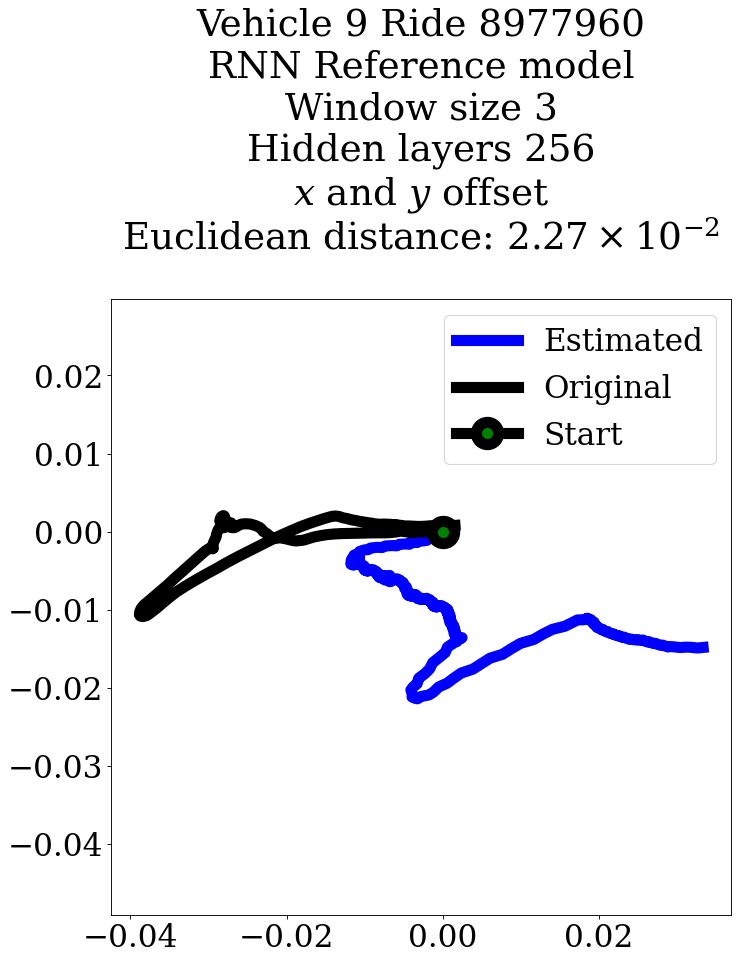 Vehicle 9 Ride 8977960
RNN Reference model
Window size 3
Hidden layers 256
x and y offset
Euclidean distance: 2.27 × 10⁻²
Estimated
Original
Start
0.02
0.01
0.00
−0.01
−0.02
−0.03
−0.04
−0.04 −0.02 0.00 0.02